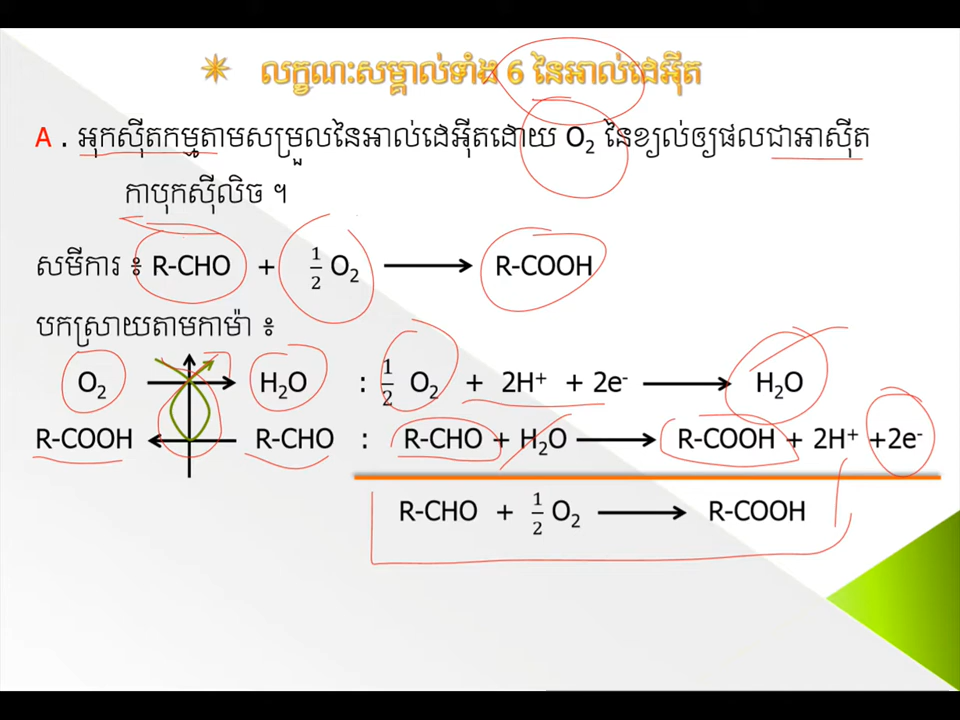 លក្ខណៈសម្គាល់ទាំង 6 នៃអាល់ដេអ៊ីត
A . អុកស៊ីតកម្មតាមសម្រួលនៃអាល់ដេអ៊ីតដោយ O₂ នៃខ្យល់ឲ្យផលជាអាស៊ីត
កាបុកស៊ីលិច ។
សមីការ ៖ R-CHO + 1/2 O₂ ⟶ R-COOH
បកស្រាយតាមកាម៉ា ៖
O₂ → H₂O : 1/2 O₂ + 2H⁺ + 2e⁻ ⟶ H₂O
R-COOH ← R-CHO : R-CHO + H₂O ⟶ R-COOH + 2H⁺ +2e⁻
R-CHO + 1/2 O₂ ⟶ R-COOH